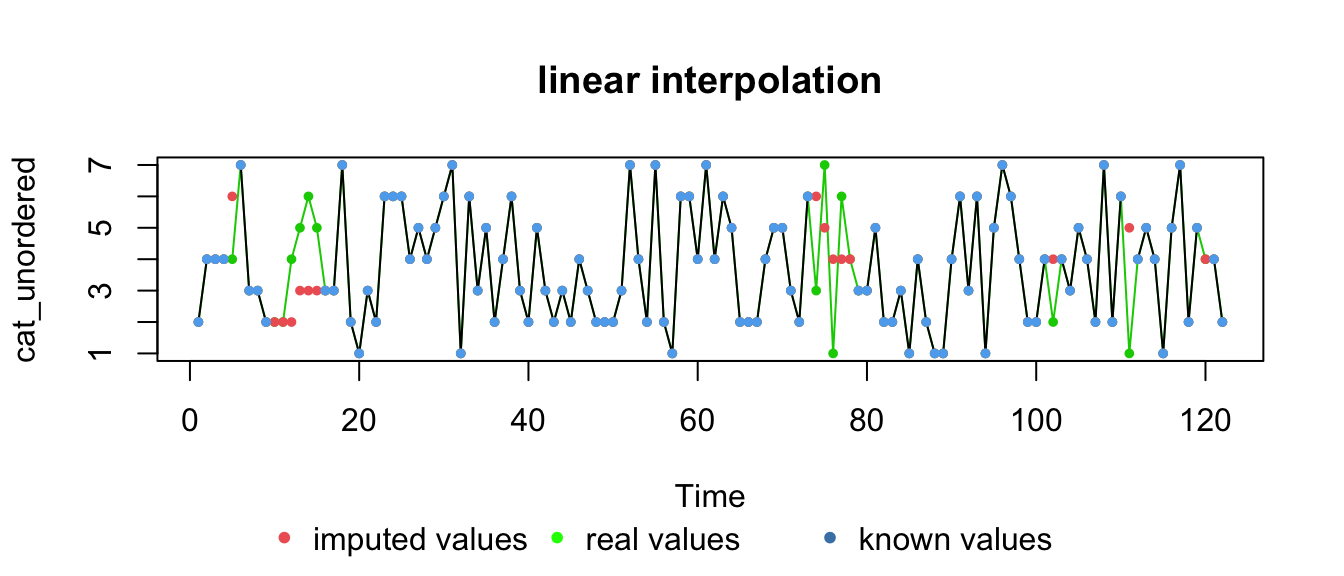 linear interpolation
cat_unordered
7
5
3
1
0 20 40 60 80 100 120
Time
imputed values real values known values